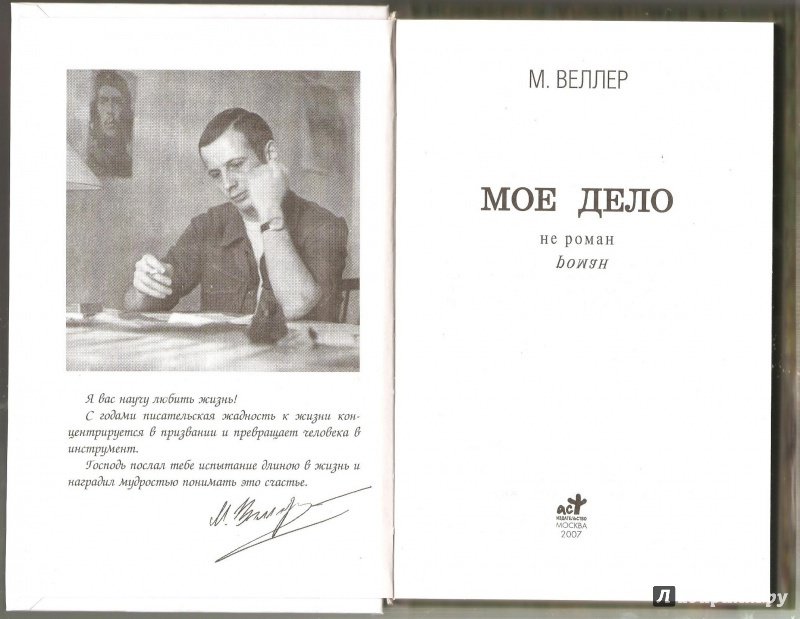 Я вас научу любить жизнь!
С годами писательская жадность к жизни кон-
центрируется в призвании и превращает человека в
инструмент.
Господь послал тебе испытание длиною в жизнь и
наградил мудростью понимать это счастье.
М. Веллер
М. ВЕЛЛЕР
МОЕ ДЕЛО
не роман
роман
аст
ИЗДАТЕЛЬСТВО
МОСКВА
2007